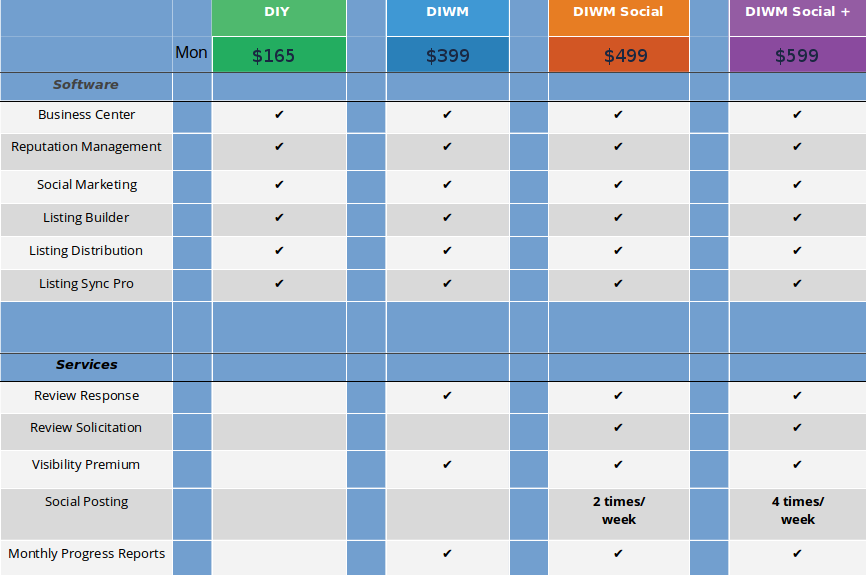 DIY DIWM DIWM Social DIWM Social +
Mon $165 $399 $499 $599
Software
Business Center ✔ ✔ ✔ ✔
Reputation Management ✔ ✔ ✔ ✔
Social Marketing ✔ ✔ ✔ ✔
Listing Builder ✔ ✔ ✔ ✔
Listing Distribution ✔ ✔ ✔ ✔
Listing Sync Pro ✔ ✔ ✔ ✔
Services
Review Response ✔ ✔ ✔
Review Solicitation ✔ ✔
Visibility Premium ✔ ✔ ✔
Social Posting 2 times/ 4 times/
week week
Monthly Progress Reports ✔ ✔ ✔